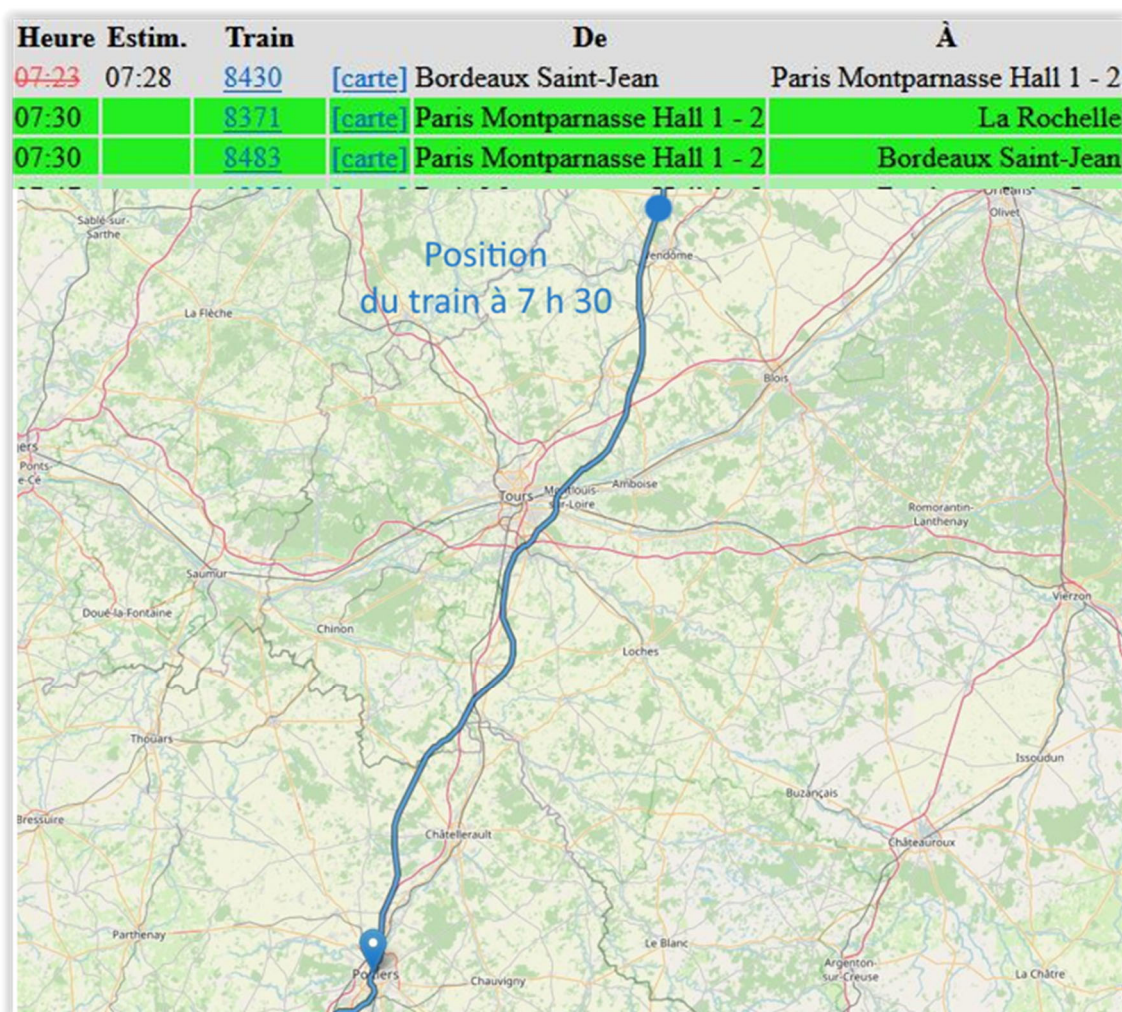 Heure Estim. Train De À
07:23 07:28 8430 [carte] Bordeaux Saint-Jean Paris Montparnasse Hall 1 - 2
07:30 8371 [carte] Paris Montparnasse Hall 1 - 2 La Rochelle
07:30 8483 [carte] Paris Montparnasse Hall 1 - 2 Bordeaux Saint-Jean
Orléans
Olivet
Sablé-sur-
Sarthe
Position
du train à 7 h 30
endôme
La Flèche
Blois
ers
Ponts-
e-Cé
Tours
Amboise
sur-Loire
Romorantin-
Lanthenay
Saumur
Vierzon
Doué-la-Fontaine
Chinon
Loches
Thouars
Issoudun
Buzançais
Bressuire
Châtellerault
Châteauroux
Parthenay
Le Blanc
Argenton-
sur-Creuse
La Châtre
Poitiers
Chauvigny